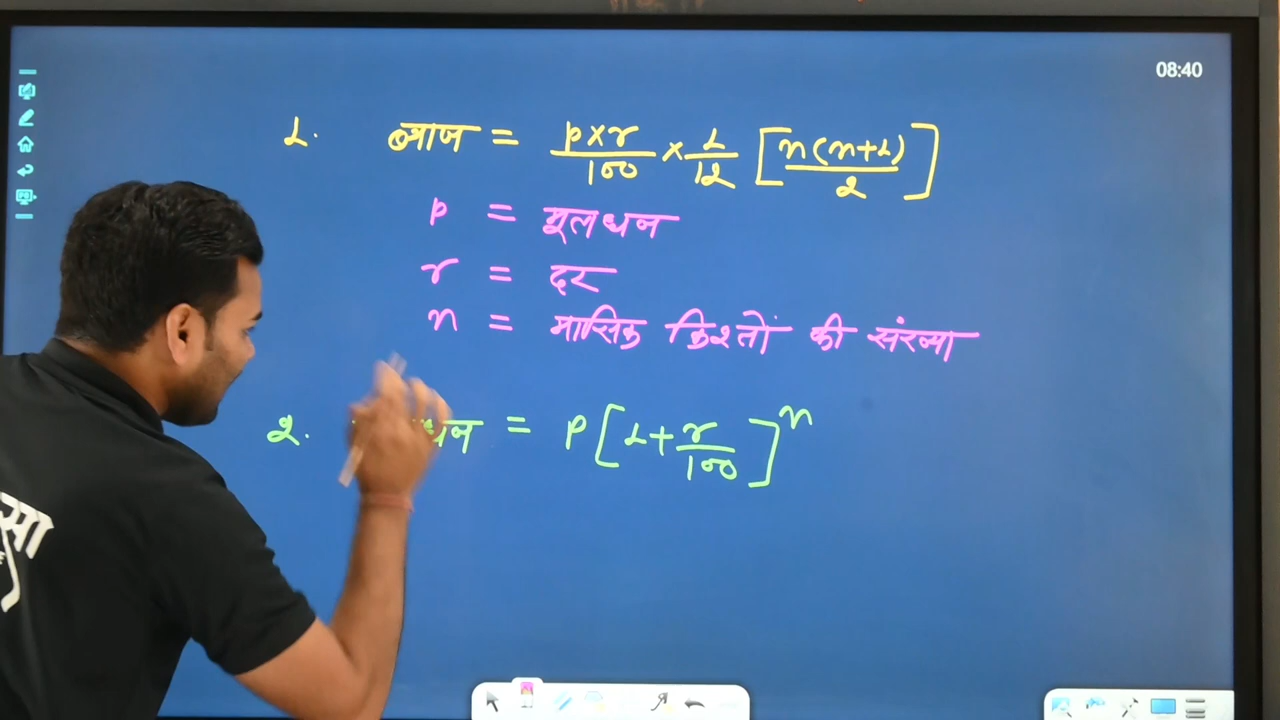 08:40
1. ब्याज = p×r/100 × 1/12 [n(n+1)/2]
p = मूलधन
r = दर
n = मासिक किश्तों की संख्या
2. = p[1+r/100]^n
सा